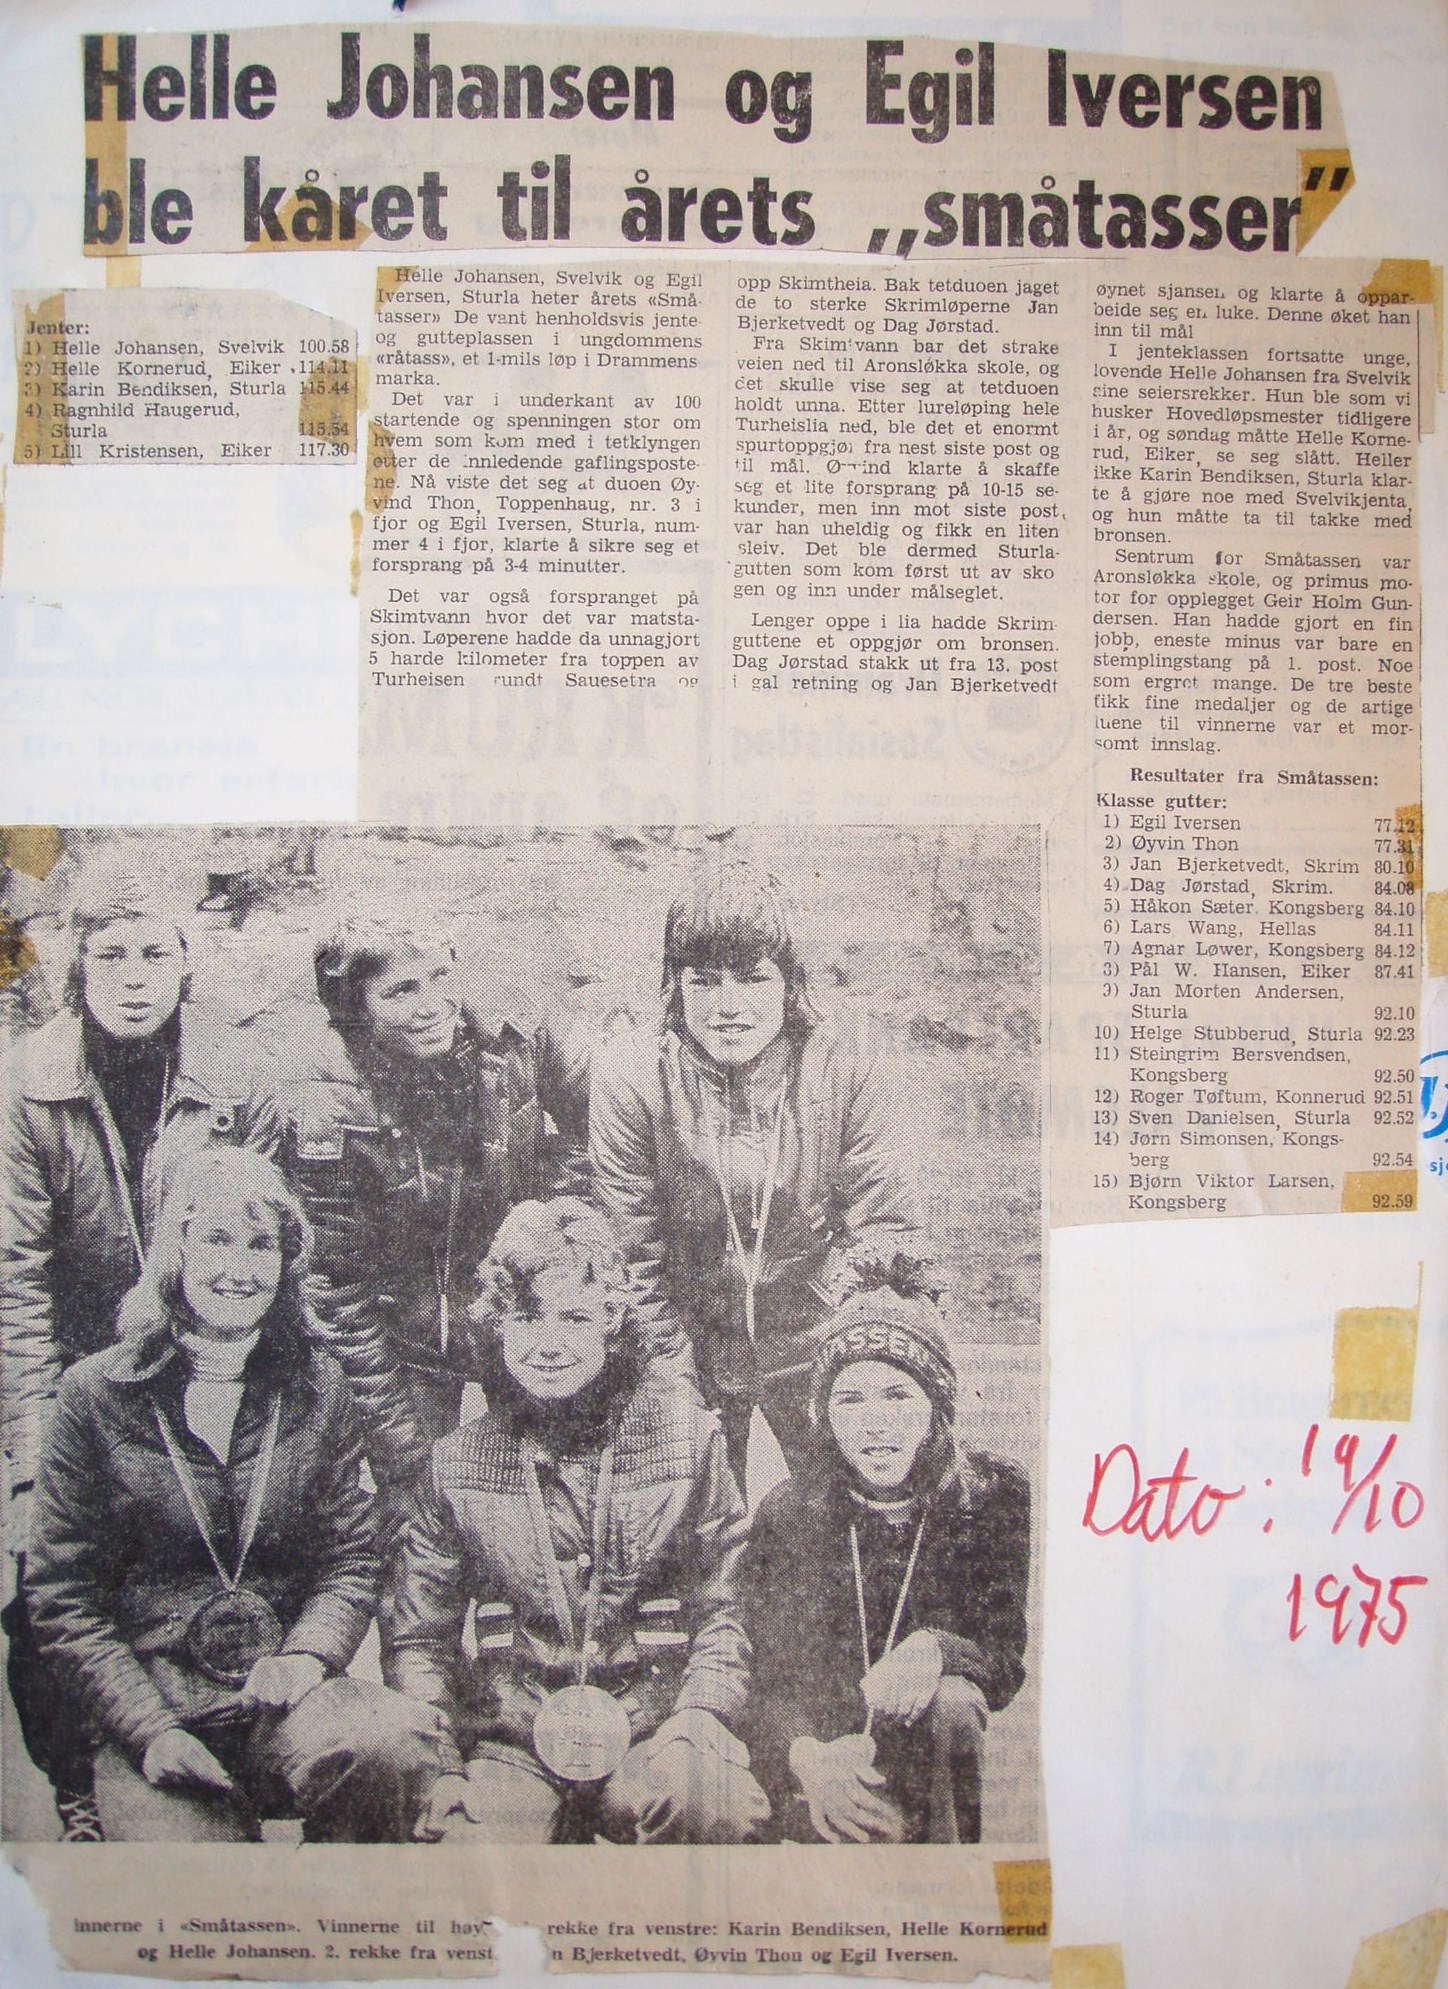 Helle Johansen og Egil Iversen
ble kåret til årets „småtasser”
Jenter:
1) Helle Johansen, Svelvik 100.58
2) Helle Kornerud, Eiker 114.11
3) Karin Bendiksen, Sturla 115.44
4) Ragnhild Haugerud,
Sturla 115.54
5) Lill Kristensen, Eiker 117.30
Helle Johansen, Svelvik og Egil
Iversen, Sturla heter årets «Små-
tasser» De vant henholdsvis jente-
og gutteplassen i ungdommens
«råtass», et 1-mils løp i Drammens
marka.
Det var i underkant av 100
startende og spenningen stor om
hvem som kom med i tetklyngen
etter de innledende gaflingsposte-
ne. Nå viste det seg at duoen Øy-
vind Thon, Toppenhaug, nr. 3 i
fjor og Egil Iversen, Sturla, num-
mer 4 i fjor, klarte å sikre seg et
forsprang på 3-4 minutter.
Det var også forspranget på
Skimtvann hvor det var matsta-
sjon. Løperene hadde da unnagjort
5 harde kilometer fra toppen av
Turheisen rundt Sauesetra og
opp Skimtheia. Bak tetduoen jaget
de to sterke Skrimløperne Jan
Bjerketvedt og Dag Jørstad.
Fra Skimtvann bar det strake
veien ned til Aronsløkka skole, og
det skulle vise seg at tetduoen
holdt unna. Etter lureløping hele
Turheislia ned, ble det et enormt
spurtoppgjør fra nest siste post og
til mål. klarte å skaffe
seg et lite forsprang på 10-15 se-
kunder, men inn mot siste post,
var han uheldig og fikk en liten
sleiv. Det ble dermed Sturla-
gutten som kom først ut av sko
gen og inn under målseglet.
Lenger oppe i lia hadde Skrim-
guttene et oppgjør om bronsen.
Dag Jørstad stakk ut fra 13. post
i gal retning og Jan Bjerketvedt
øynet sjansen og klarte å oppar-
beide seg en luke. Denne øket han
inn til mål
I jenteklassen fortsatte unge,
lovende Helle Johansen fra Svelvik
sine seiersrekker. Hun ble som vi
husker Hovedløpsmester tidligere
i år, og søndag måtte Helle Korne-
rud, Eiker, se seg slått. Heller
ikke Karin Bendiksen, Sturla klar-
te å gjøre noe med Svelvikjenta,
og hun måtte ta til takke med
bronsen.
Sentrum for Småtassen var
Aronsløkka skole, og primus mo-
tor for opplegget Geir Holm Gun-
dersen. Han hadde gjort en fin
jobb, eneste minus var bare en
stemplingstang på 1. post. Noe
som ergret mange. De tre beste
fikk fine medaljer og de artige
luene til vinnerne var et mor-
somt innslag.
Resultater fra Småtassen:
Klasse gutter:
1) Egil Iversen 77.12
2) Øyvin Thon 77.31
3) Jan Bjerketvedt, Skrim 80.10
4) Dag Jørstad, Skrim. 84.08
5) Håkon Sæter Kongsberg 84.10
6) Lars Wang, Hellas 84.11
7) Agnar Løwer, Kongsberg 84.12
8) Pål W. Hansen, Eiker 87.41
9) Jan Morten Andersen,
Sturla 92.10
10) Helge Stubberud, Sturla 92.23
11) Steingrim Bersvendsen,
Kongsberg 92.50
12) Roger Tøftum, Konnerud 92.51
13) Sven Danielsen, Sturla 92.52
14) Jørn Simonsen, Kongs-
berg 92.54
15) Bjørn Viktor Larsen,
Kongsberg 92.59
Dato: 19/10
1975
innerne i «Småtassen». Vinnerne til høy rekke fra venstre: Karin Bendiksen, Helle Kornerud
og Helle Johansen. 2. rekke fra venst n Bjerketvedt, Øyvin Thon og Egil Iversen.